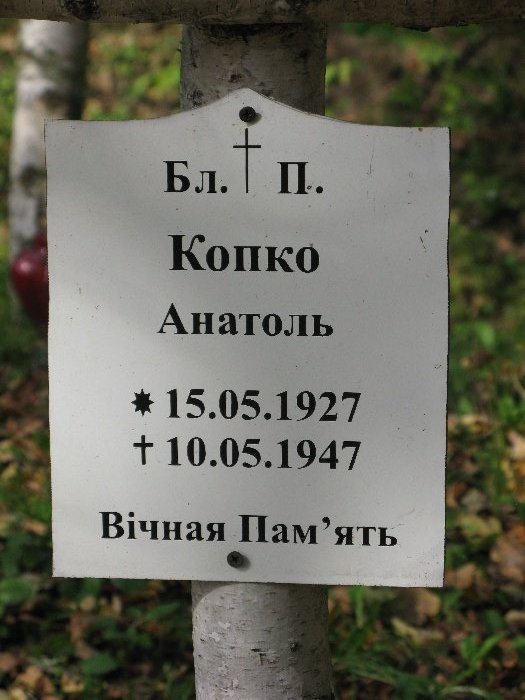 Бл. † П.
Копко
Анатоль
✷ 15.05.1927
† 10.05.1947
Вічная Пам’ять